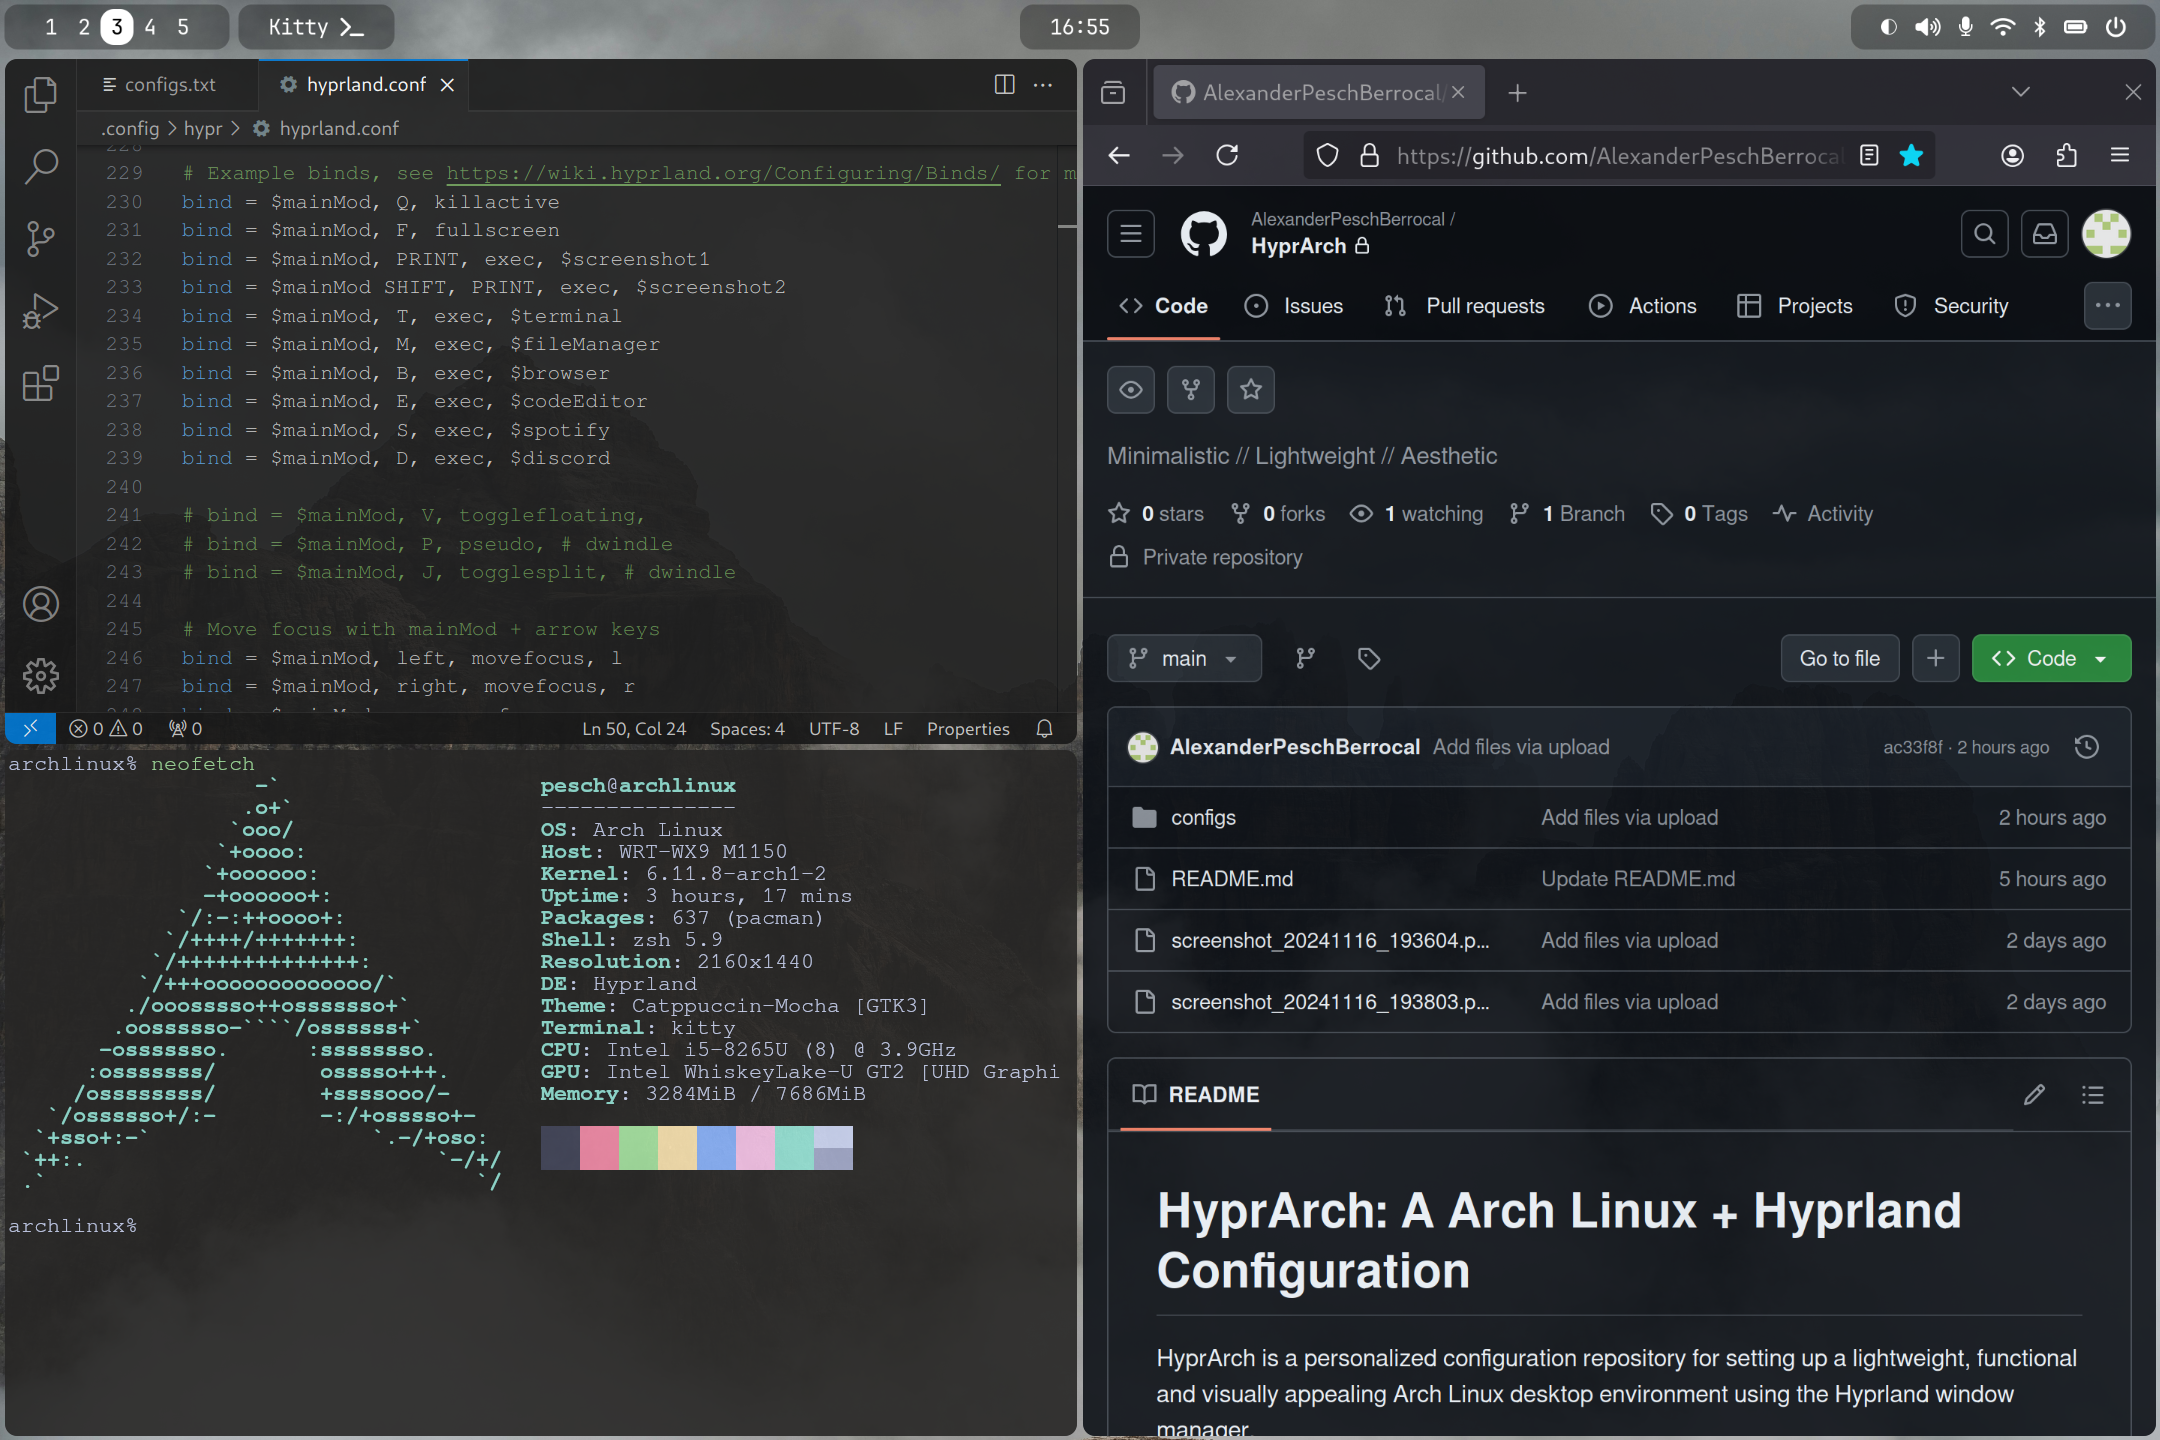 1 2 3 4 5
Kitty
16:55
configs.txt
hyprland.conf
.config > hypr > hyprland.conf
228
229 # Example binds, see https://wiki.hyprland.org/Configuring/Binds/ for m
230 bind = $mainMod, Q, killactive
231 bind = $mainMod, F, fullscreen
232 bind = $mainMod, PRINT, exec, $screenshot1
233 bind = $mainMod SHIFT, PRINT, exec, $screenshot2
234 bind = $mainMod, T, exec, $terminal
235 bind = $mainMod, M, exec, $fileManager
236 bind = $mainMod, B, exec, $browser
237 bind = $mainMod, E, exec, $codeEditor
238 bind = $mainMod, S, exec, $spotify
239 bind = $mainMod, D, exec, $discord
240
241 # bind = $mainMod, V, togglefloating,
242 # bind = $mainMod, P, pseudo, # dwindle
243 # bind = $mainMod, J, togglesplit, # dwindle
244
245 # Move focus with mainMod + arrow keys
246 bind = $mainMod, left, movefocus, l
247 bind = $mainMod, right, movefocus, r
0 0 0 Ln 50, Col 24 Spaces: 4 UTF-8 LF Properties
archlinux% neofetch
pesch@archlinux
---------------
OS: Arch Linux
Host: WRT-WX9 M1150
Kernel: 6.11.8-arch1-2
Uptime: 3 hours, 17 mins
Packages: 637 (pacman)
Shell: zsh 5.9
Resolution: 2160x1440
DE: Hyprland
Theme: Catppuccin-Mocha [GTK3]
Terminal: kitty
CPU: Intel i5-8265U (8) @ 3.9GHz
GPU: Intel WhiskeyLake-U GT2 [UHD Graphi
Memory: 3284MiB / 7686MiB
archlinux%
AlexanderPeschBerrocal/
https://github.com/AlexanderPeschBerrocal
AlexanderPeschBerrocal /
HyprArch
Code Issues Pull requests Actions Projects Security
Minimalistic // Lightweight // Aesthetic
0 stars 0 forks 1 watching 1 Branch 0 Tags Activity
Private repository
main Go to file Code
AlexanderPeschBerrocal Add files via upload ac33f8f · 2 hours ago
configs Add files via upload 2 hours ago
README.md Update README.md 5 hours ago
screenshot_20241116_193604.p... Add files via upload 2 days ago
screenshot_20241116_193803.p... Add files via upload 2 days ago
README
HyprArch: A Arch Linux + Hyprland
Configuration
HyprArch is a personalized configuration repository for setting up a lightweight, functional
and visually appealing Arch Linux desktop environment using the Hyprland window
manager.